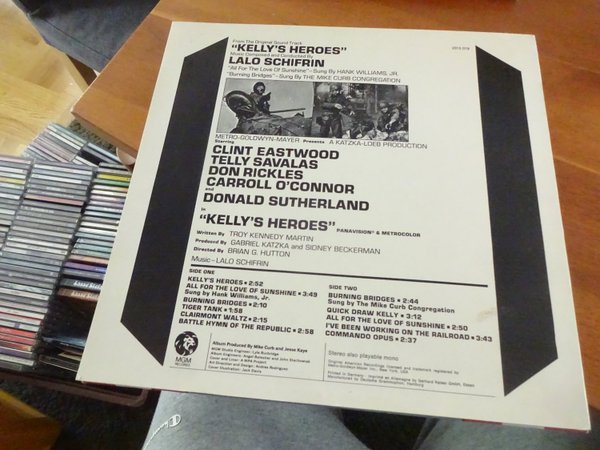 From The Original Sound Track
"KELLY'S HEROES"
Music Composed and Conducted By
LALO SCHIFRIN
"All For The Love Of Sunshine" – Sung By HANK WILLIAMS, JR.
"Burning Bridges" – Sung By THE MIKE CURB CONGREGATION
METRO-GOLDWYN-MAYER Presents A KATZKA-LOEB PRODUCTION
Starring
CLINT EASTWOOD
TELLY SAVALAS
DON RICKLES
CARROLL O'CONNOR
and
DONALD SUTHERLAND
in
"KELLY'S HEROES" PANAVISION® & METROCOLOR
Written By TROY KENNEDY MARTIN
Produced By GABRIEL KATZKA and SIDNEY BECKERMAN
Directed By BRIAN G. HUTTON
Music – LALO SCHIFRIN
SIDE ONE
KELLY'S HEROES • 2:52
ALL FOR THE LOVE OF SUNSHINE • 3:49
Sung by Hank Williams, Jr.
BURNING BRIDGES • 2:10
TIGER TANK • 1:58
CLAIRMONT WALTZ • 2:15
BATTLE HYMN OF THE REPUBLIC • 2:58
SIDE TWO
BURNING BRIDGES • 2:44
Sung by The Mike Curb Congregation
QUICK DRAW KELLY • 3:12
ALL FOR THE LOVE OF SUNSHINE • 2:50
I'VE BEEN WORKING ON THE RAILROAD • 3:43
COMMANDO OPUS • 2:37
MGM
RECORDS
Album Produced By Mike Curb and Jesse Kaye
Stereo also playable mono
Champion